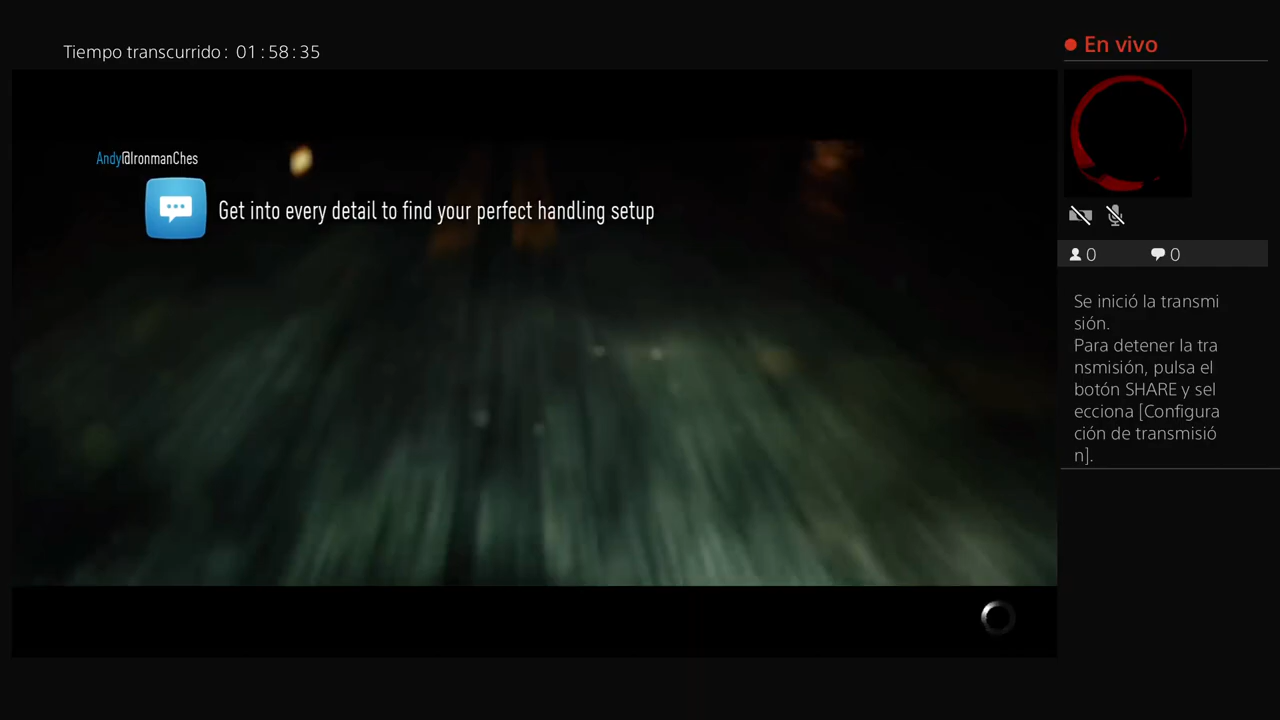 Tiempo transcurrido: 01:58:35
En vivo
Andy@IronmanChes
Get into every detail to find your perfect handling setup
0 0
Se inició la transmi
sión.
Para detener la tra
nsmisión, pulsa el
botón SHARE y sel
ecciona [Configura
ción de transmisió
n].